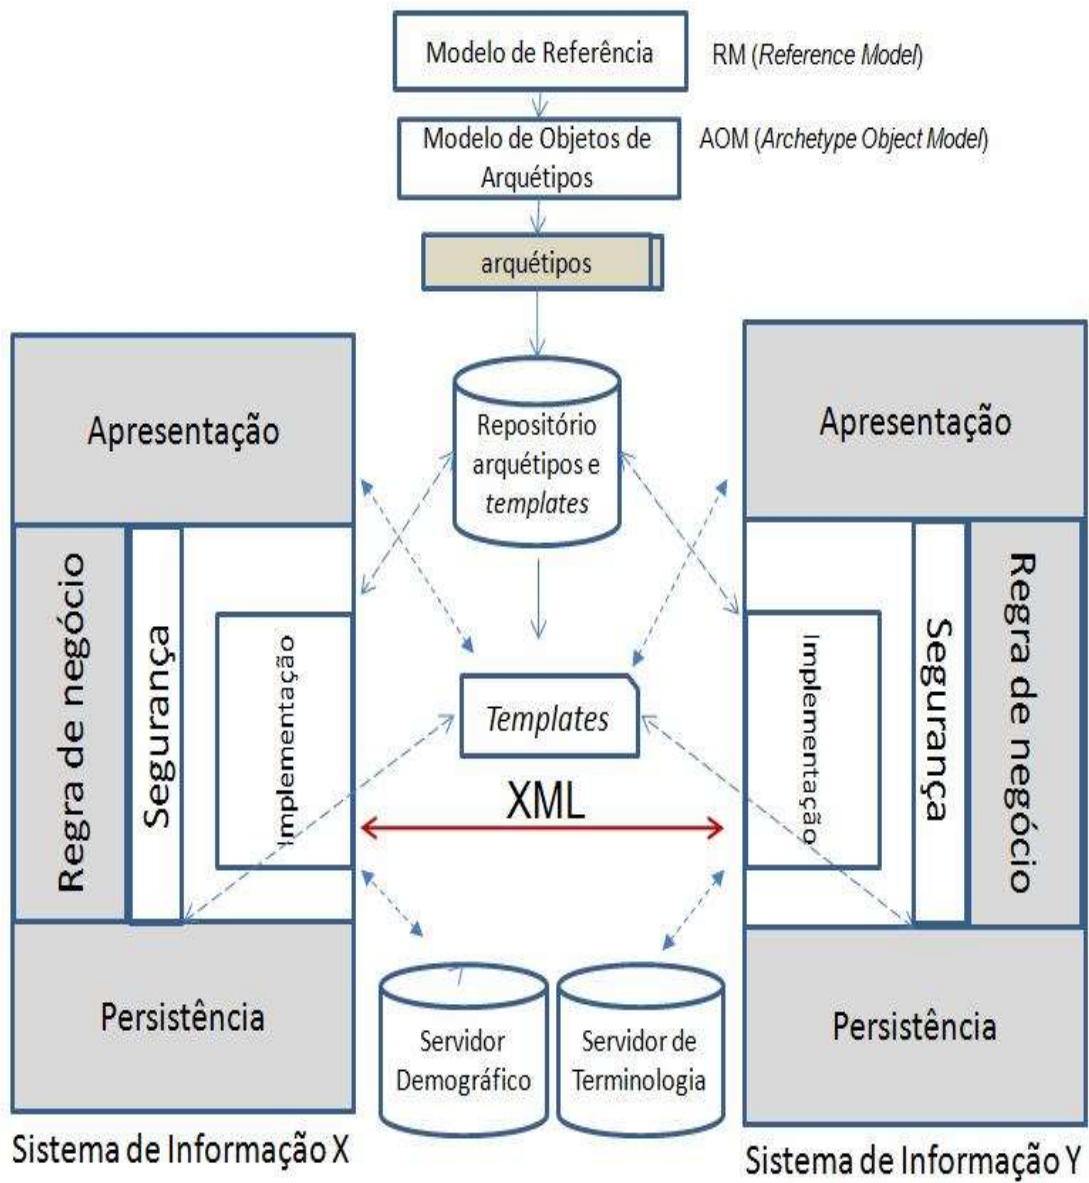 Modelo de Referência
RM (Reference Model)
Modelo de Objetos de
Arquétipos
AOM (Archetype Object Model)
arquétipos
Apresentação
Regra de negócio
Segurança
Implementação
Persistência
Sistema de Informação X
Repositório
arquétipos e
templates
Templates
XML
Servidor
Demográfico
Servidor de
Terminologia
Apresentação
Implementação
Segurança
Regra de negócio
Persistência
Sistema de Informação Y